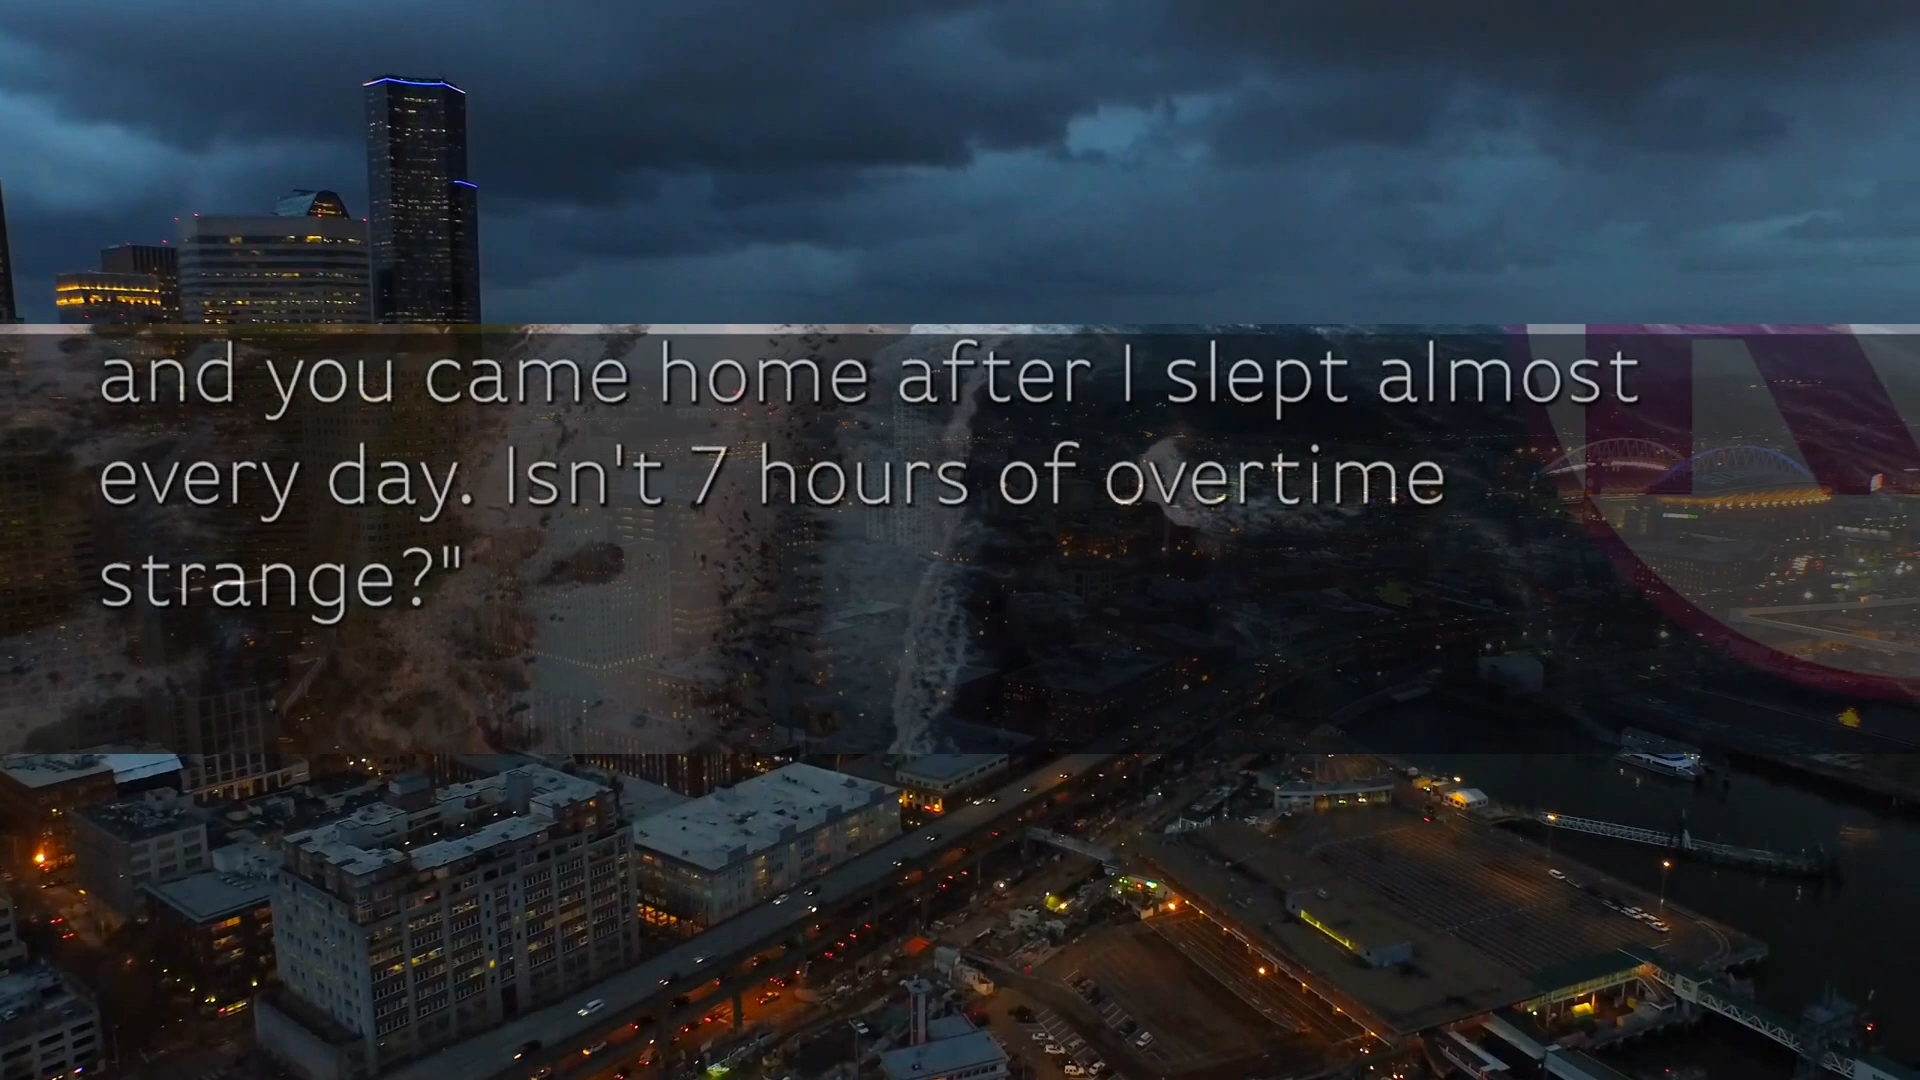 and you came home after I slept almost
every day. Isn't 7 hours of overtime
strange?"